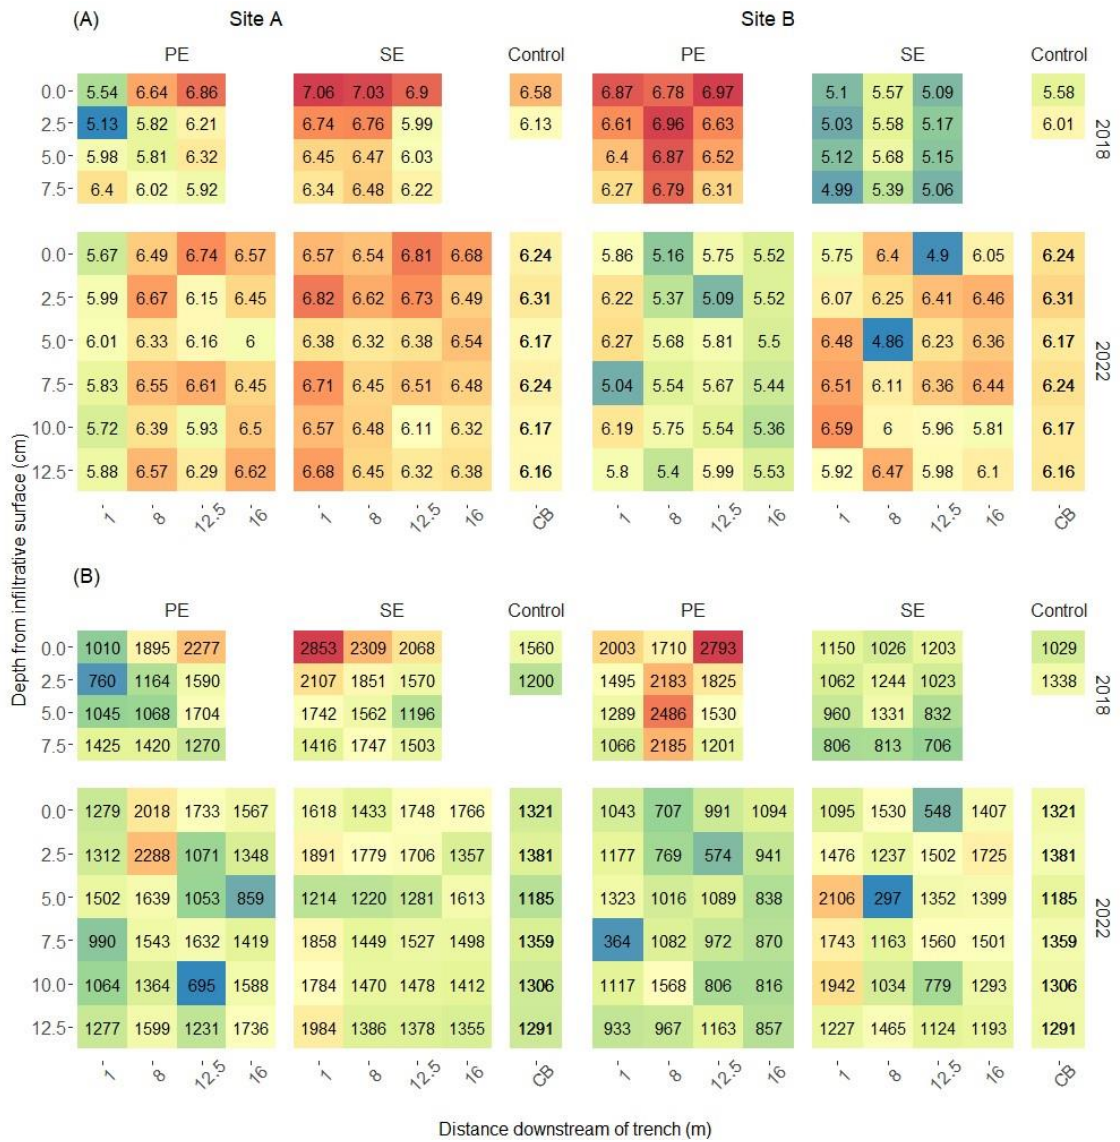 (A) Site A Site B
PE SE Control PE SE Control
0.0 5.54 6.64 6.86 7.06 7.03 6.9 6.58 6.87 6.78 6.97 5.1 5.57 5.09 5.58
2.5 5.13 5.82 6.21 6.74 6.76 5.99 6.13 6.61 6.96 6.63 5.03 5.58 5.17 6.01
5.0 5.98 5.81 6.32 6.45 6.47 6.03 6.4 6.87 6.52 5.12 5.68 5.15
7.5 6.4 6.02 5.92 6.34 6.48 6.22 6.27 6.79 6.31 4.99 5.39 5.06
2018
0.0 5.67 6.49 6.74 6.57 6.57 6.54 6.81 6.68 6.24 5.86 5.16 5.75 5.52 5.75 6.4 4.9 6.05 6.24
2.5 5.99 6.67 6.15 6.45 6.82 6.62 6.73 6.49 6.31 6.22 5.37 5.09 5.52 6.07 6.25 6.41 6.46 6.31
5.0 6.01 6.33 6.16 6 6.38 6.32 6.38 6.54 6.17 6.27 5.68 5.81 5.5 6.48 4.86 6.23 6.36 6.17
7.5 5.83 6.55 6.61 6.45 6.71 6.45 6.51 6.48 6.24 5.04 5.54 5.67 5.44 6.51 6.11 6.36 6.44 6.24
10.0 5.72 6.39 5.93 6.5 6.57 6.48 6.11 6.32 6.17 6.19 5.75 5.54 5.36 6.59 6 5.96 5.81 6.17
12.5 5.88 6.57 6.29 6.62 6.68 6.45 6.32 6.38 6.16 5.8 5.4 5.99 5.53 5.92 6.47 5.98 6.1 6.16
2022
1 8 12.5 16 1 8 12.5 16 CB 1 8 12.5 16 1 8 12.5 16 CB
Depth from infiltrative surface (cm)
(B)
PE SE Control PE SE Control
0.0 1010 1895 2277 2853 2309 2068 1560 2003 1710 2793 1150 1026 1203 1029
2.5 760 1164 1590 2107 1851 1570 1200 1495 2183 1825 1062 1244 1023 1338
5.0 1045 1068 1704 1742 1562 1196 1289 2486 1530 960 1331 832
7.5 1425 1420 1270 1416 1747 1503 1066 2185 1201 806 813 706
2018
0.0 1279 2018 1733 1567 1618 1433 1748 1766 1321 1043 707 991 1094 1095 1530 548 1407 1321
2.5 1312 2288 1071 1348 1891 1779 1706 1357 1381 1177 769 574 941 1476 1237 1502 1725 1381
5.0 1502 1639 1053 859 1214 1220 1281 1613 1185 1323 1016 1089 838 2106 297 1352 1399 1185
7.5 990 1543 1632 1419 1858 1449 1527 1498 1359 364 1082 972 870 1743 1163 1560 1501 1359
10.0 1064 1364 695 1588 1784 1470 1478 1412 1306 1117 1568 806 816 1942 1034 779 1293 1306
12.5 1277 1599 1231 1736 1984 1386 1378 1355 1291 933 967 1163 857 1227 1465 1124 1193 1291
2022
1 8 12.5 16 1 8 12.5 16 CB 1 8 12.5 16 1 8 12.5 16 CB
Distance downstream of trench (m)